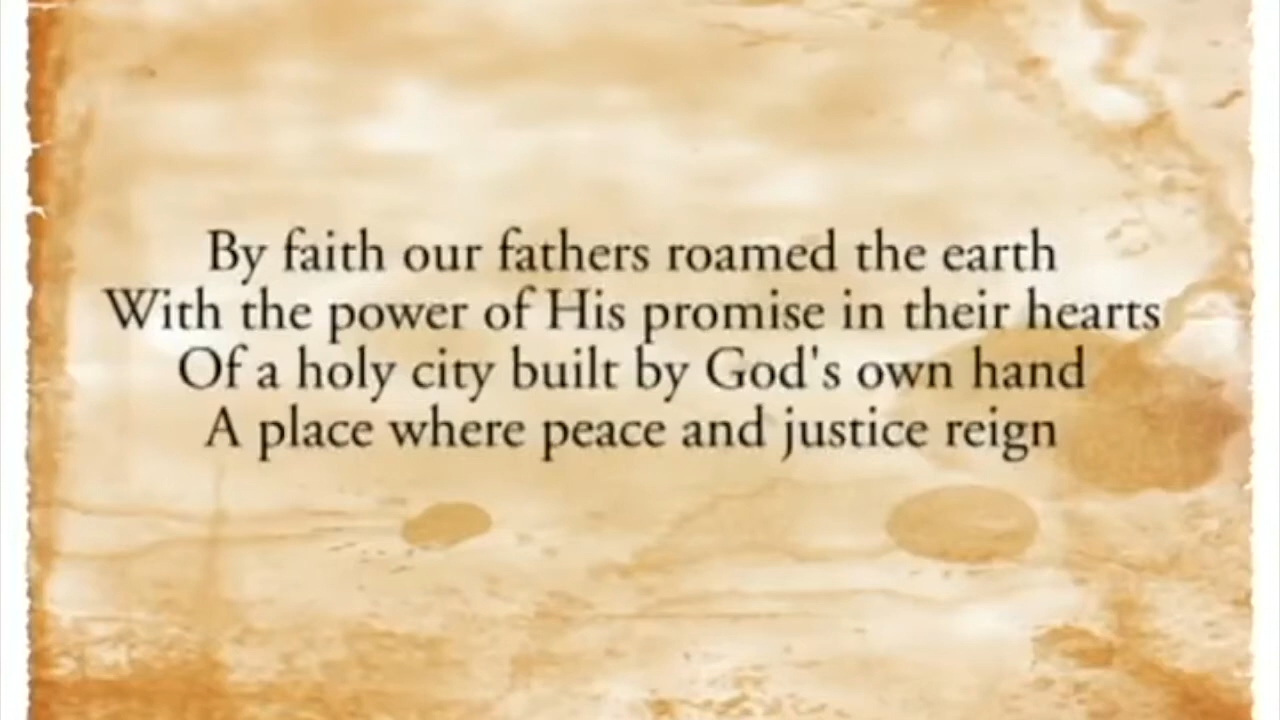 By faith our fathers roamed the earth
With the power of His promise in their hearts
Of a holy city built by God's own hand
A place where peace and justice reign